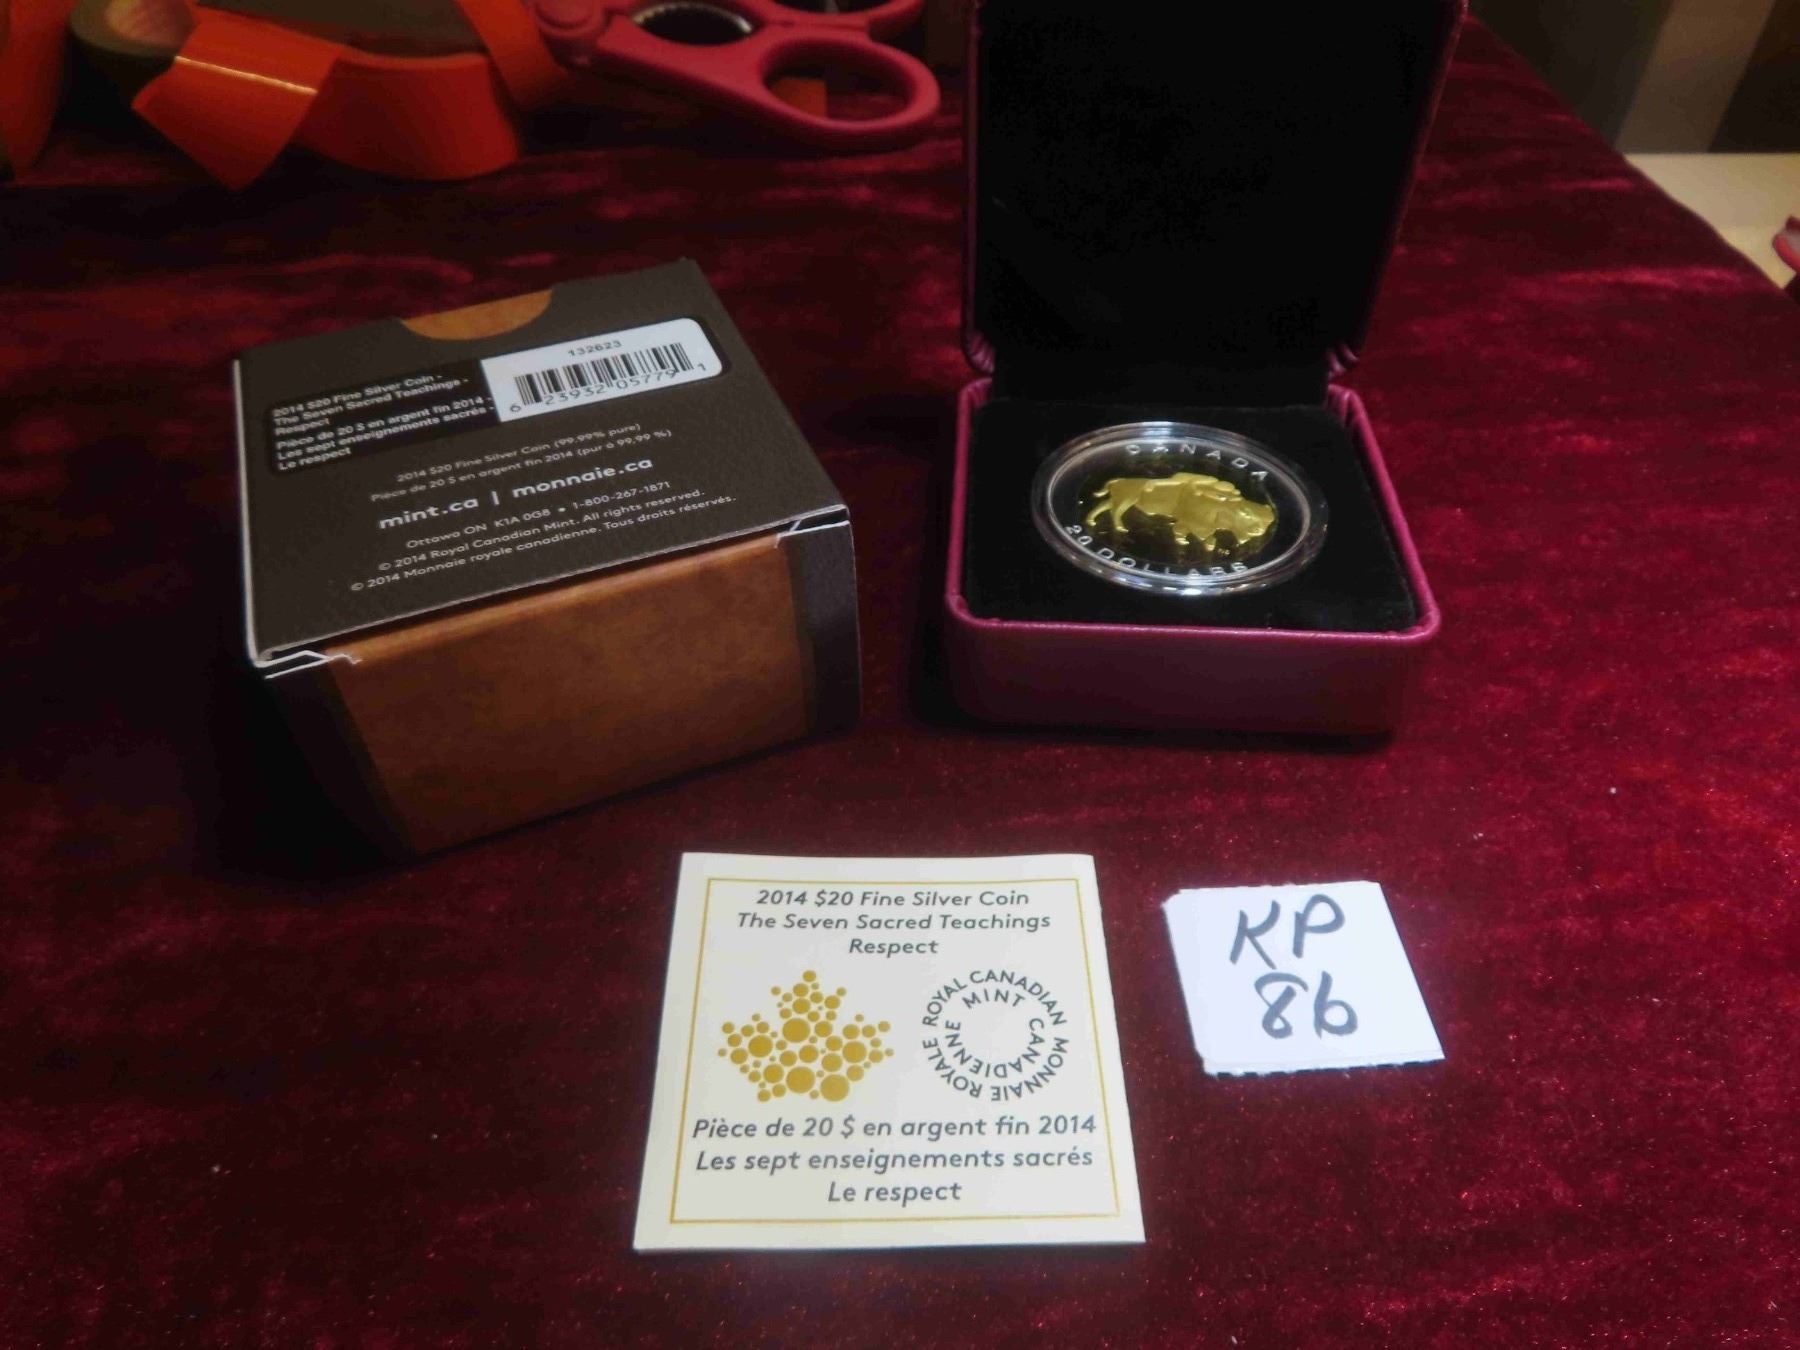 132623
6 23932 05779 1
2014 $20 Fine Silver Coin -
The Seven Sacred Teachings -
Respect
Pièce de 20 $ en argent fin 2014 -
Les sept enseignements sacrés -
Le respect
2014 $20 Fine Silver Coin (99.99% pure)
Pièce de 20 $ en argent fin 2014 (pur à 99,99 %)
mint.ca | monnaie.ca
Ottawa ON K1A 0G8 • 1-800-267-1871
© 2014 Royal Canadian Mint. All rights reserved.
© 2014 Monnaie royale canadienne. Tous droits réservés.
CANADA
20 DOLLARS
2014 $20 Fine Silver Coin
The Seven Sacred Teachings
Respect
ROYAL CANADIAN MINT
MONNAIE ROYALE CANADIENNE
Pièce de 20 $ en argent fin 2014
Les sept enseignements sacrés
Le respect
KP
86